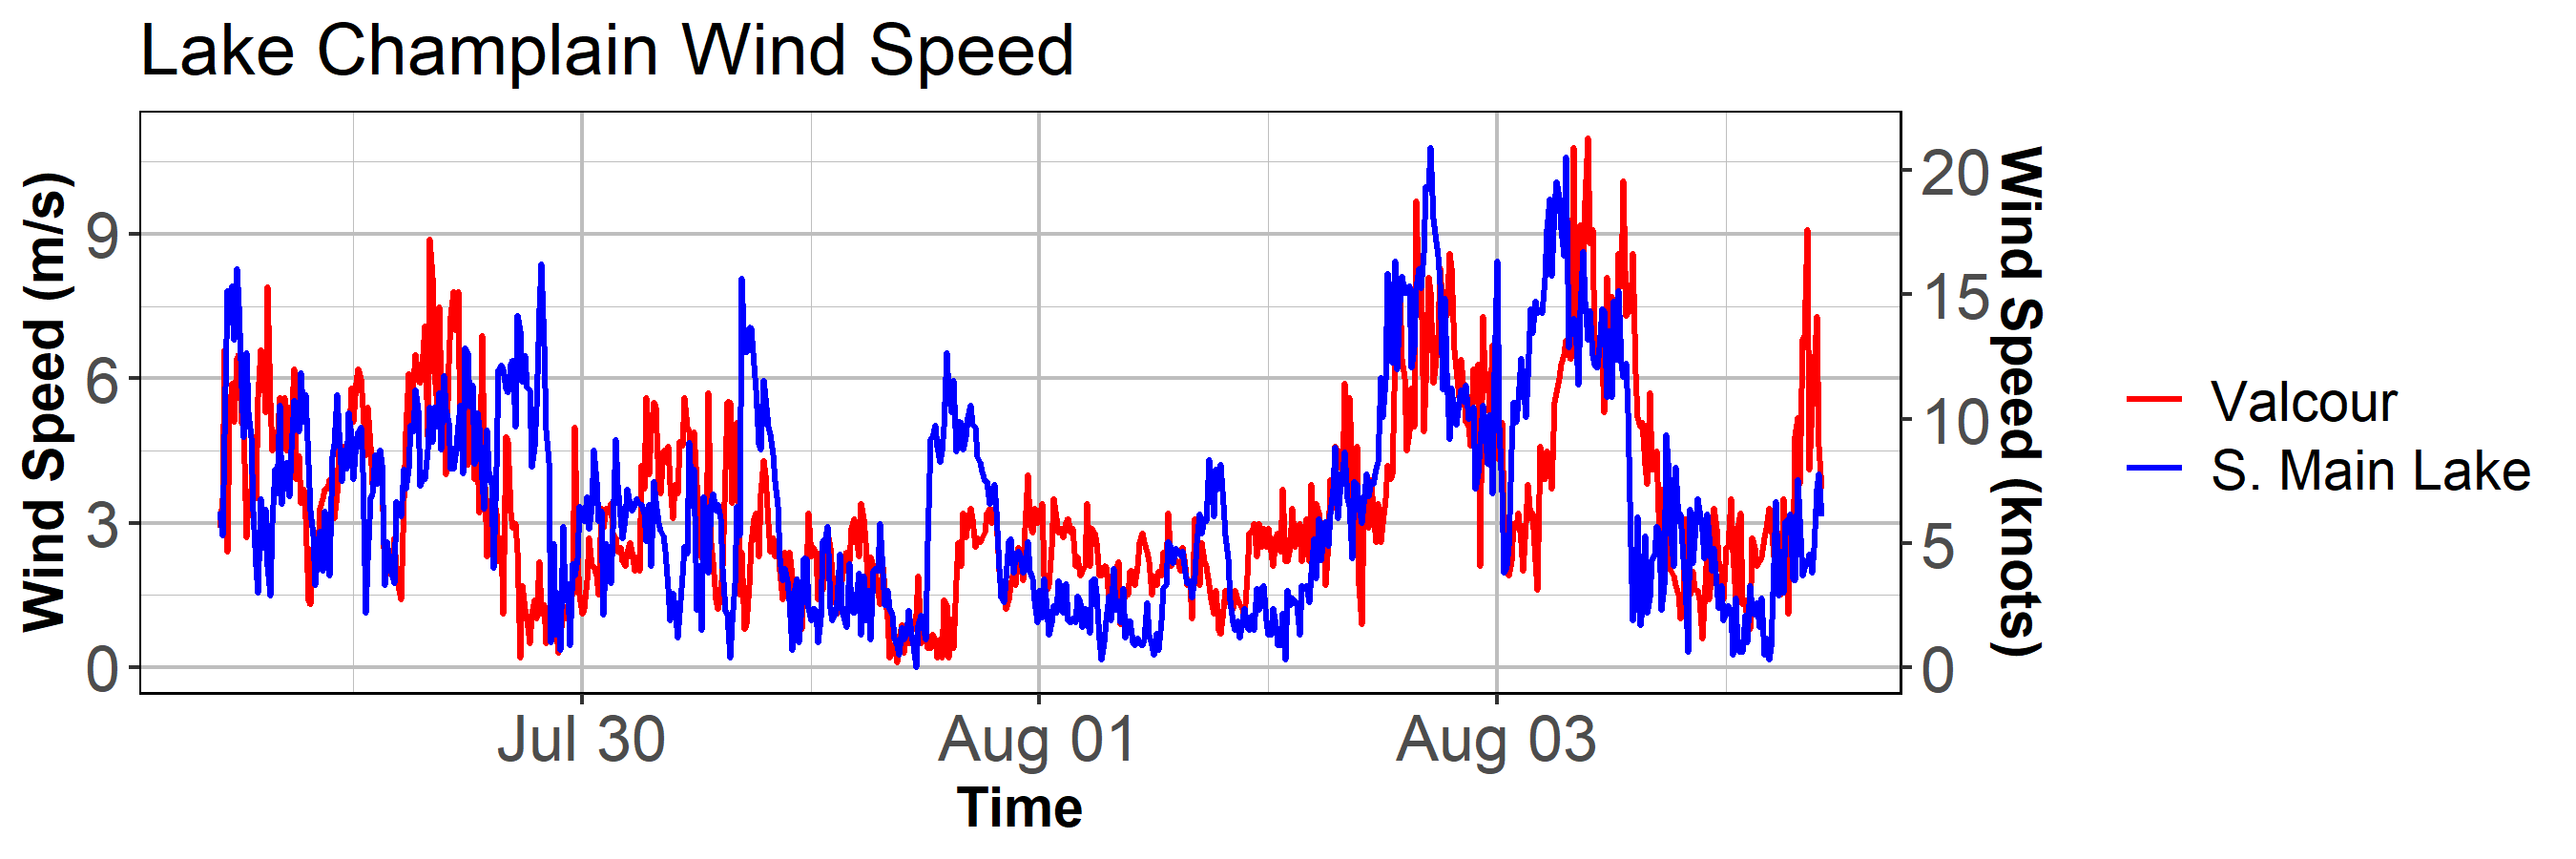 Lake Champlain Wind Speed
Wind Speed (m/s)
9
6
3
0
20
15
10
5
0
Wind Speed (knots)
Jul 30
Aug 01
Aug 03
Time
Valcour
S. Main Lake